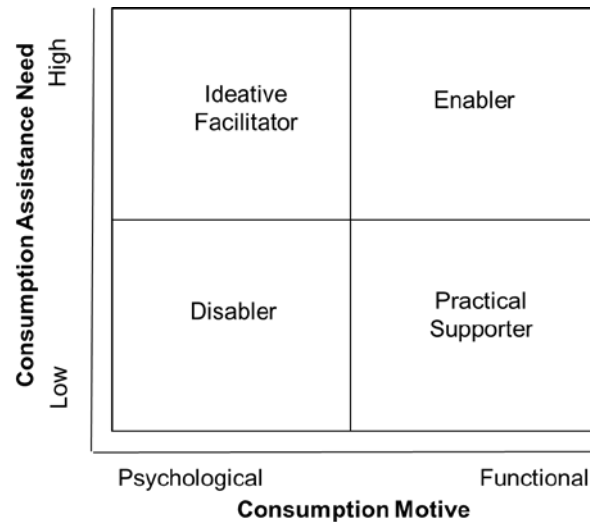 Consumption Assistance Need
High
Low
Ideative
Facilitator
Enabler
Disabler
Practical
Supporter
Psychological
Functional
Consumption Motive